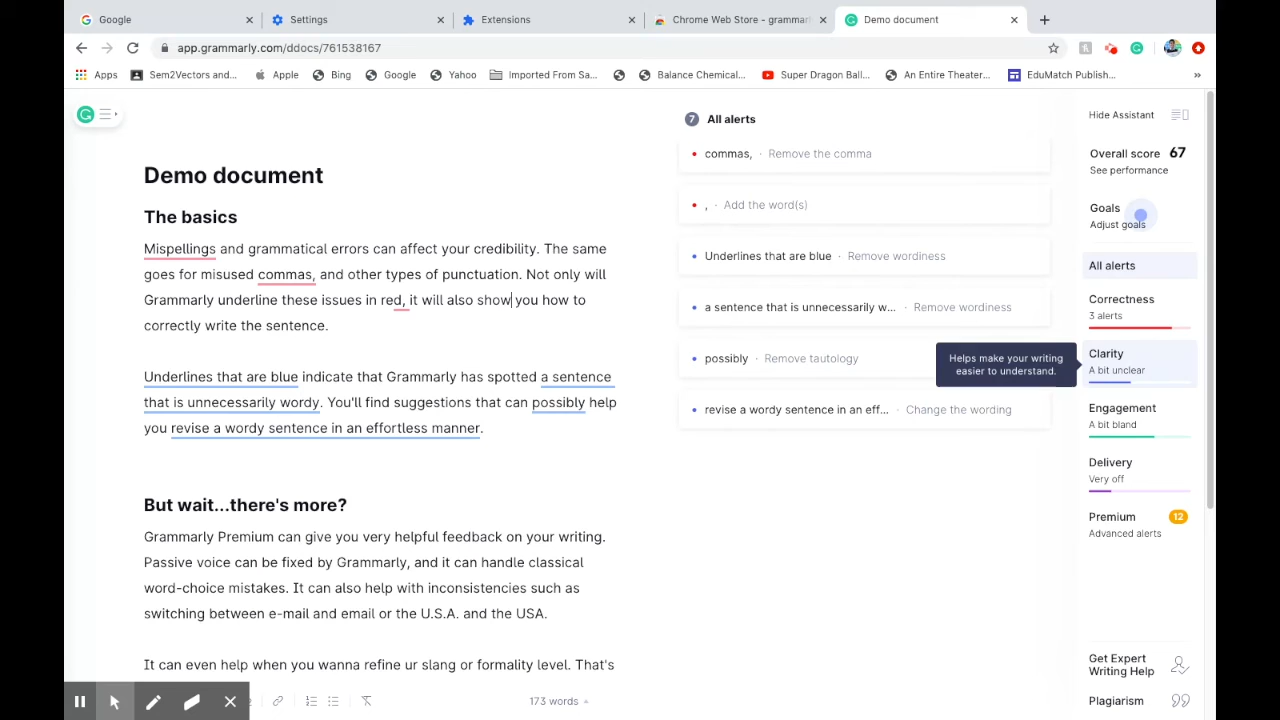 Google
Settings
Extensions
Chrome Web Store - grammarl
Demo document
app.grammarly.com/ddocs/761538167
Apps
Sem2Vectors and...
Apple
Bing
Google
Yahoo
Imported From Sa...
Balance Chemical...
Super Dragon Ball...
An Entire Theater...
EduMatch Publish...
»
Demo document
The basics
Mispellings and grammatical errors can affect your credibility. The same
goes for misused commas, and other types of punctuation. Not only will
Grammarly underline these issues in red, it will also show you how to
correctly write the sentence.
Underlines that are blue indicate that Grammarly has spotted a sentence
that is unnecessarily wordy. You'll find suggestions that can possibly help
you revise a wordy sentence in an effortless manner.
But wait...there's more?
Grammarly Premium can give you very helpful feedback on your writing.
Passive voice can be fixed by Grammarly, and it can handle classical
word-choice mistakes. It can also help with inconsistencies such as
switching between e-mail and email or the U.S.A. and the USA.
It can even help when you wanna refine ur slang or formality level. That's
173 words
7 All alerts
commas, · Remove the comma
, · Add the word(s)
Underlines that are blue · Remove wordiness
a sentence that is unnecessarily w... · Remove wordiness
possibly · Remove tautology
revise a wordy sentence in an eff... · Change the wording
Helps make your writing
easier to understand.
Hide Assistant
Overall score 67
See performance
Goals
Adjust goals
All alerts
Correctness
3 alerts
Clarity
A bit unclear
Engagement
A bit bland
Delivery
Very off
Premium 12
Advanced alerts
Get Expert
Writing Help
Plagiarism